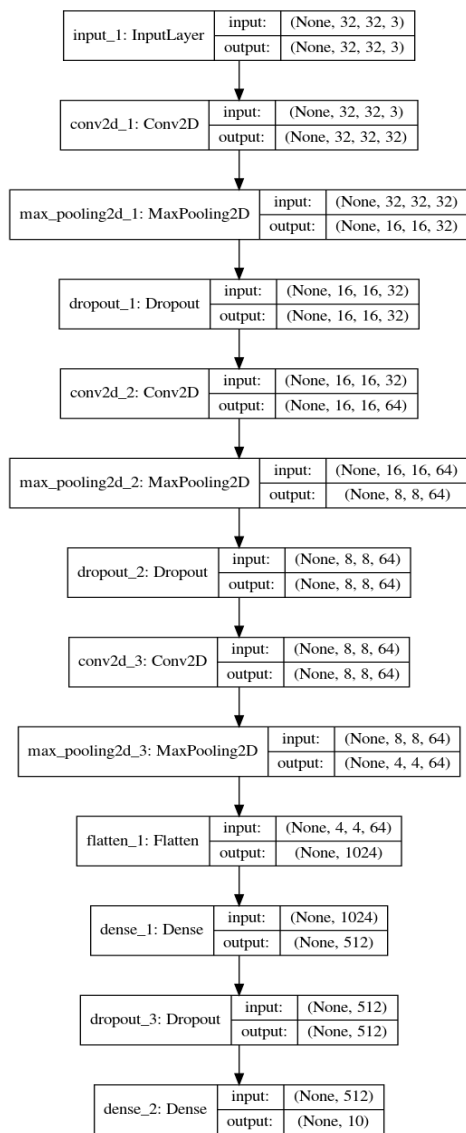 input_1: InputLayer
input: (None, 32, 32, 3)
output: (None, 32, 32, 3)
conv2d_1: Conv2D
input: (None, 32, 32, 3)
output: (None, 32, 32, 32)
max_pooling2d_1: MaxPooling2D
input: (None, 32, 32, 32)
output: (None, 16, 16, 32)
dropout_1: Dropout
input: (None, 16, 16, 32)
output: (None, 16, 16, 32)
conv2d_2: Conv2D
input: (None, 16, 16, 32)
output: (None, 16, 16, 64)
max_pooling2d_2: MaxPooling2D
input: (None, 16, 16, 64)
output: (None, 8, 8, 64)
dropout_2: Dropout
input: (None, 8, 8, 64)
output: (None, 8, 8, 64)
conv2d_3: Conv2D
input: (None, 8, 8, 64)
output: (None, 8, 8, 64)
max_pooling2d_3: MaxPooling2D
input: (None, 8, 8, 64)
output: (None, 4, 4, 64)
flatten_1: Flatten
input: (None, 4, 4, 64)
output: (None, 1024)
dense_1: Dense
input: (None, 1024)
output: (None, 512)
dropout_3: Dropout
input: (None, 512)
output: (None, 512)
dense_2: Dense
input: (None, 512)
output: (None, 10)